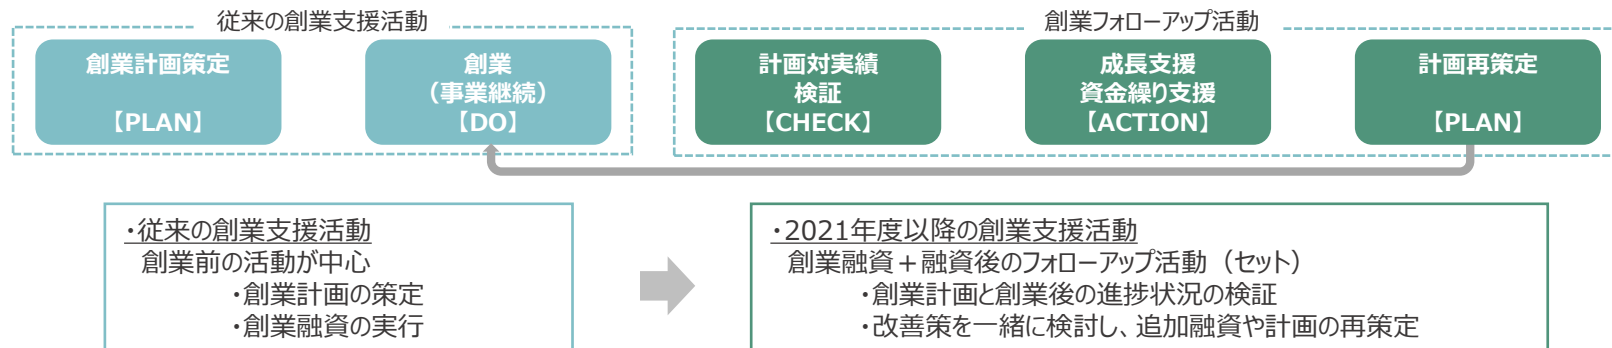 従来の創業支援活動
創業計画策定
【PLAN】
創業
（事業継続）
【DO】
創業フォローアップ活動
計画対実績
検証
【CHECK】
成長支援
資金繰り支援
【ACTION】
計画再策定
【PLAN】
・従来の創業支援活動
創業前の活動が中心
・創業計画の策定
・創業融資の実行
・2021年度以降の創業支援活動
創業融資＋融資後のフォローアップ活動（セット）
・創業計画と創業後の進捗状況の検証
・改善策を一緒に検討し、追加融資や計画の再策定